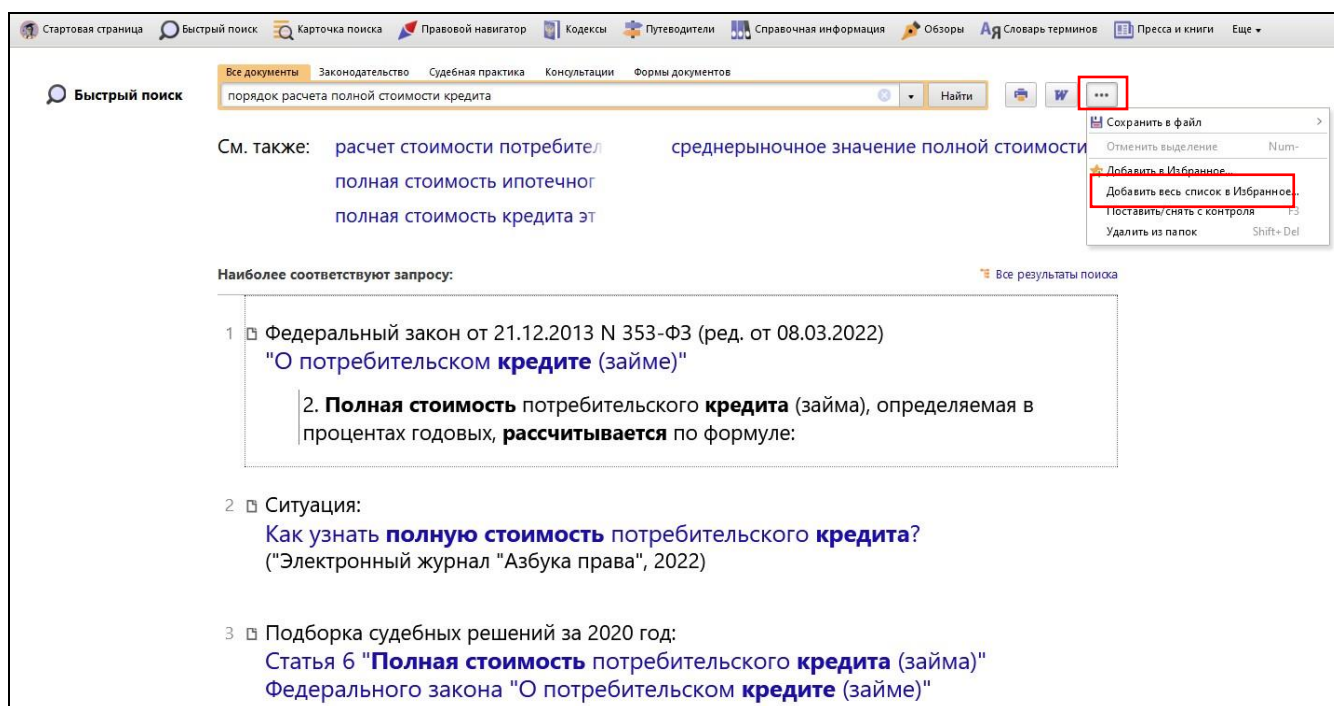 Стартовая страница Быстрый поиск Карточка поиска Правовой навигатор Кодексы Путеводители Справочная информация Обзоры Словарь терминов Пресса и книги Еще
Все документы Законодательство Судебная практика Консультации Формы документов
Быстрый поиск порядок расчета полной стоимости кредита Найти
Сохранить в файл
Отменить выделение Num-
Добавить в Избранное...
Добавить весь список в Избранное...
Поставить/снять с контроля F3
Удалить из папок Shift+Del
См. также: расчет стоимости среднерыночное значение полной стоимости
полная стоимость
полная стоимость кредита
Наиболее соответствуют запросу: Все результаты поиска
1 Федеральный закон от 21.12.2013 N 353-ФЗ (ред. от 08.03.2022)
"О потребительском кредите (займе)"
2. Полная стоимость потребительского кредита (займа), определяемая в
процентах годовых, рассчитывается по формуле:
2 Ситуация:
Как узнать полную стоимость потребительского кредита?
("Электронный журнал "Азбука права", 2022)
3 Подборка судебных решений за 2020 год:
Статья 6 "Полная стоимость потребительского кредита (займа)"
Федерального закона "О потребительском кредите (займе)"